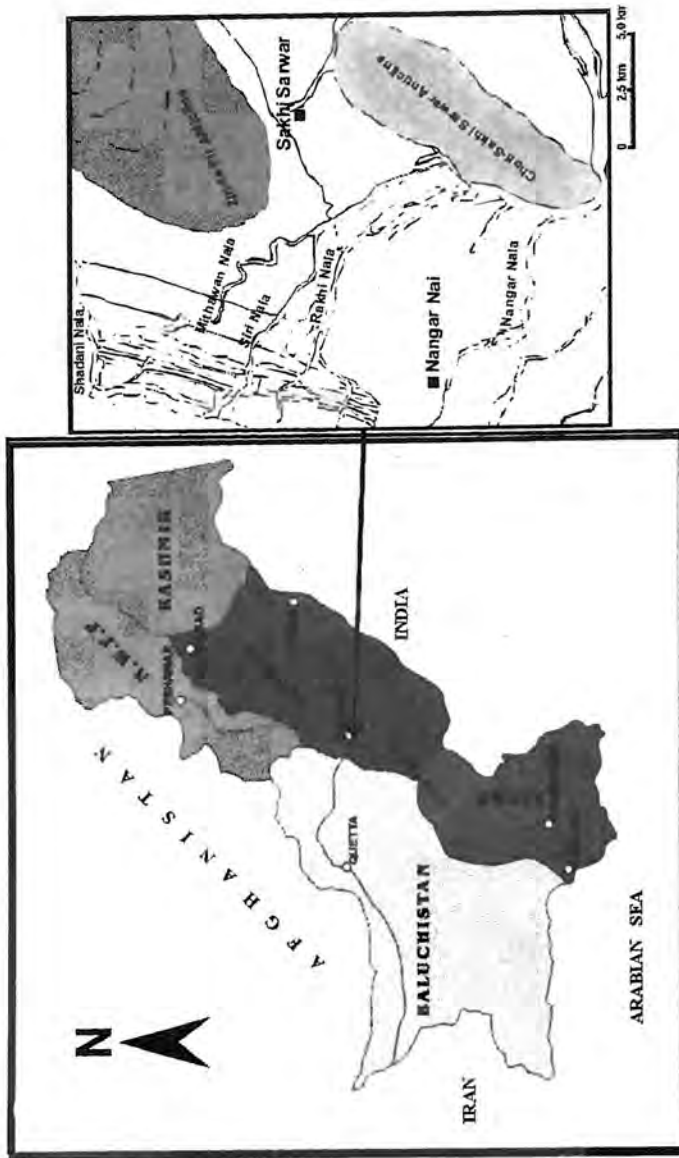 N
AFGHANISTAN
N.W.F.P
KASHMIR
PESHAWAR
QUETTA
BALUCHISTAN
INDIA
IRAN
ARABIAN SEA
Shadani Nala
Mithawan Nala
Siri Nala
Rakhi Nala
Sakhi Sarwar
Choti-Sakhi Sarwar Anticline
Nangar Nai
Nangar Nala
0 2.5 km 5.0 km